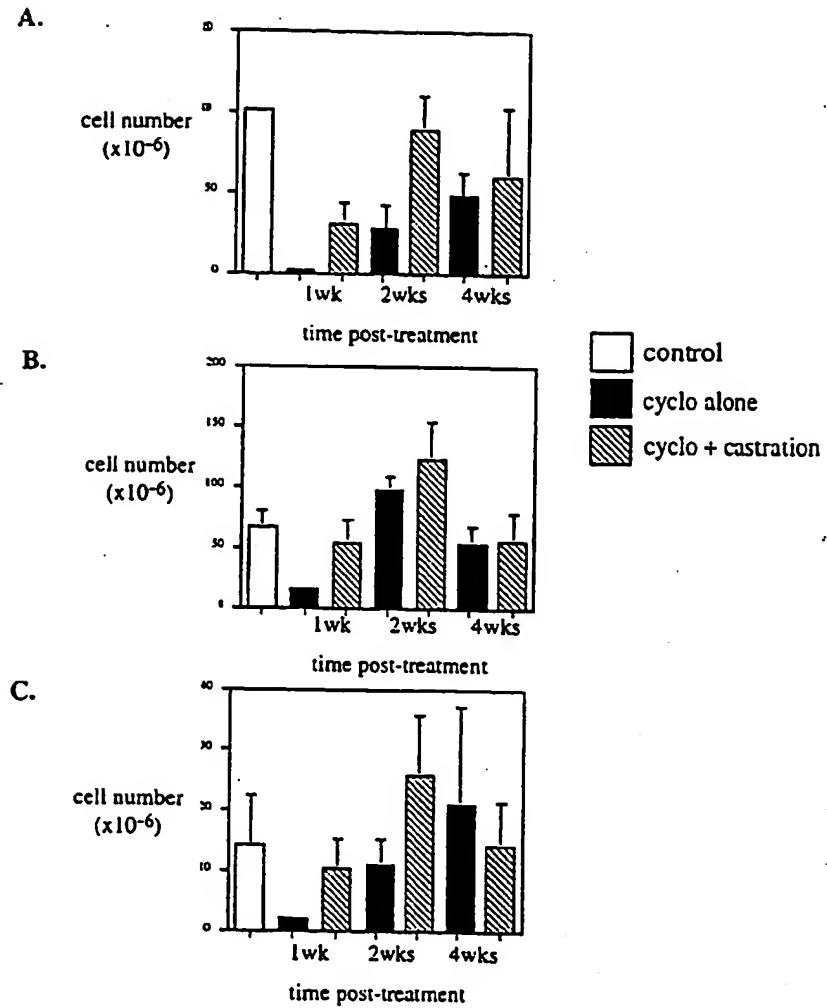 A.
cell number
(x10⁻⁶)
50
0
1wk 2wks 4wks
time post-treatment
B.
200
150
100
50
cell number
(x10⁻⁶)
1wk 2wks 4wks
time post-treatment
control
cyclo alone
cyclo + castration
C.
40
30
20
10
0
cell number
(x10⁻⁶)
1wk 2wks 4wks
time post-treatment